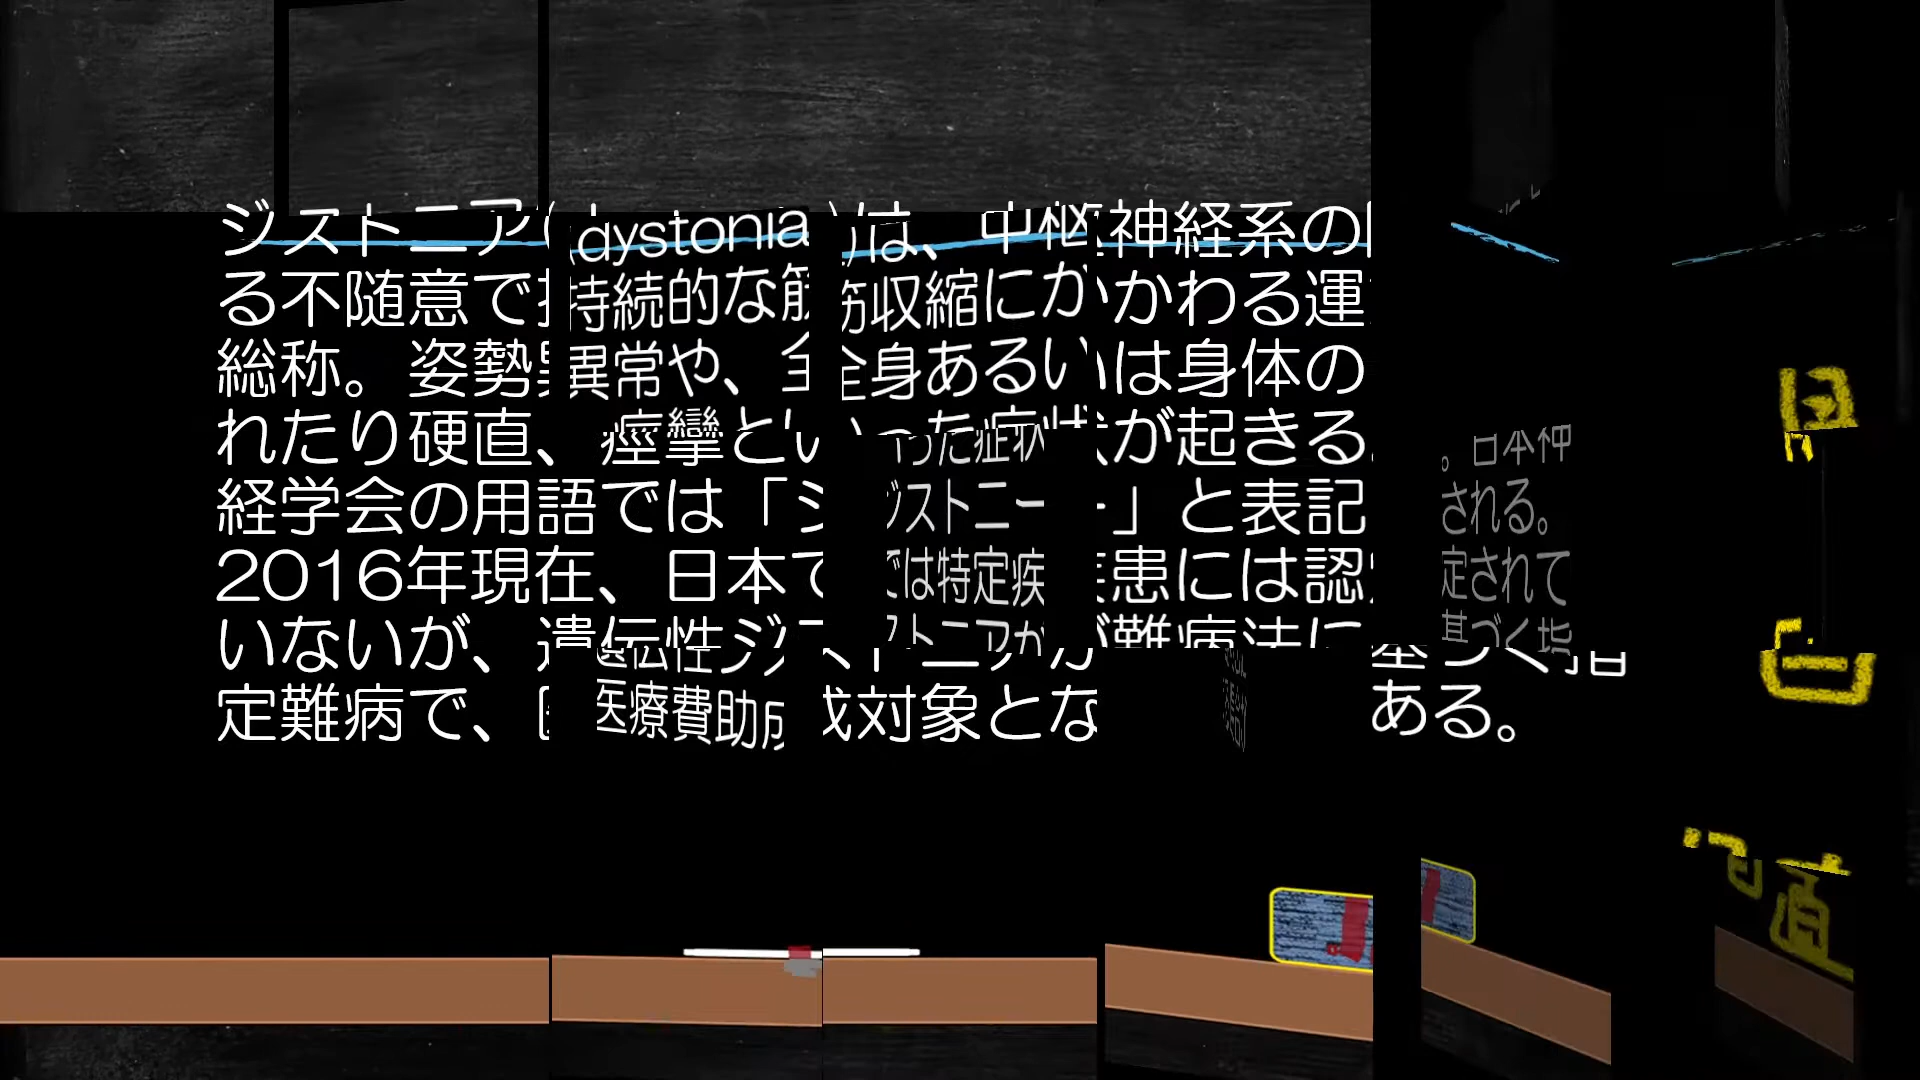 ジストニア(dystonia)は、中枢神経系の
る不随意で持続的な筋収縮にかかわる運
総称。姿勢異常や、全身あるいは身体の
れたり硬直、痙攣といった症状が起きる。日本神
経学会の用語では「ジストニー」と表記される。
2016年現在、日本では特定疾患には認定されて
いないが、遺伝性ジストニアが難病法に基づく指
定難病で、医療費助成対象とな
ある。